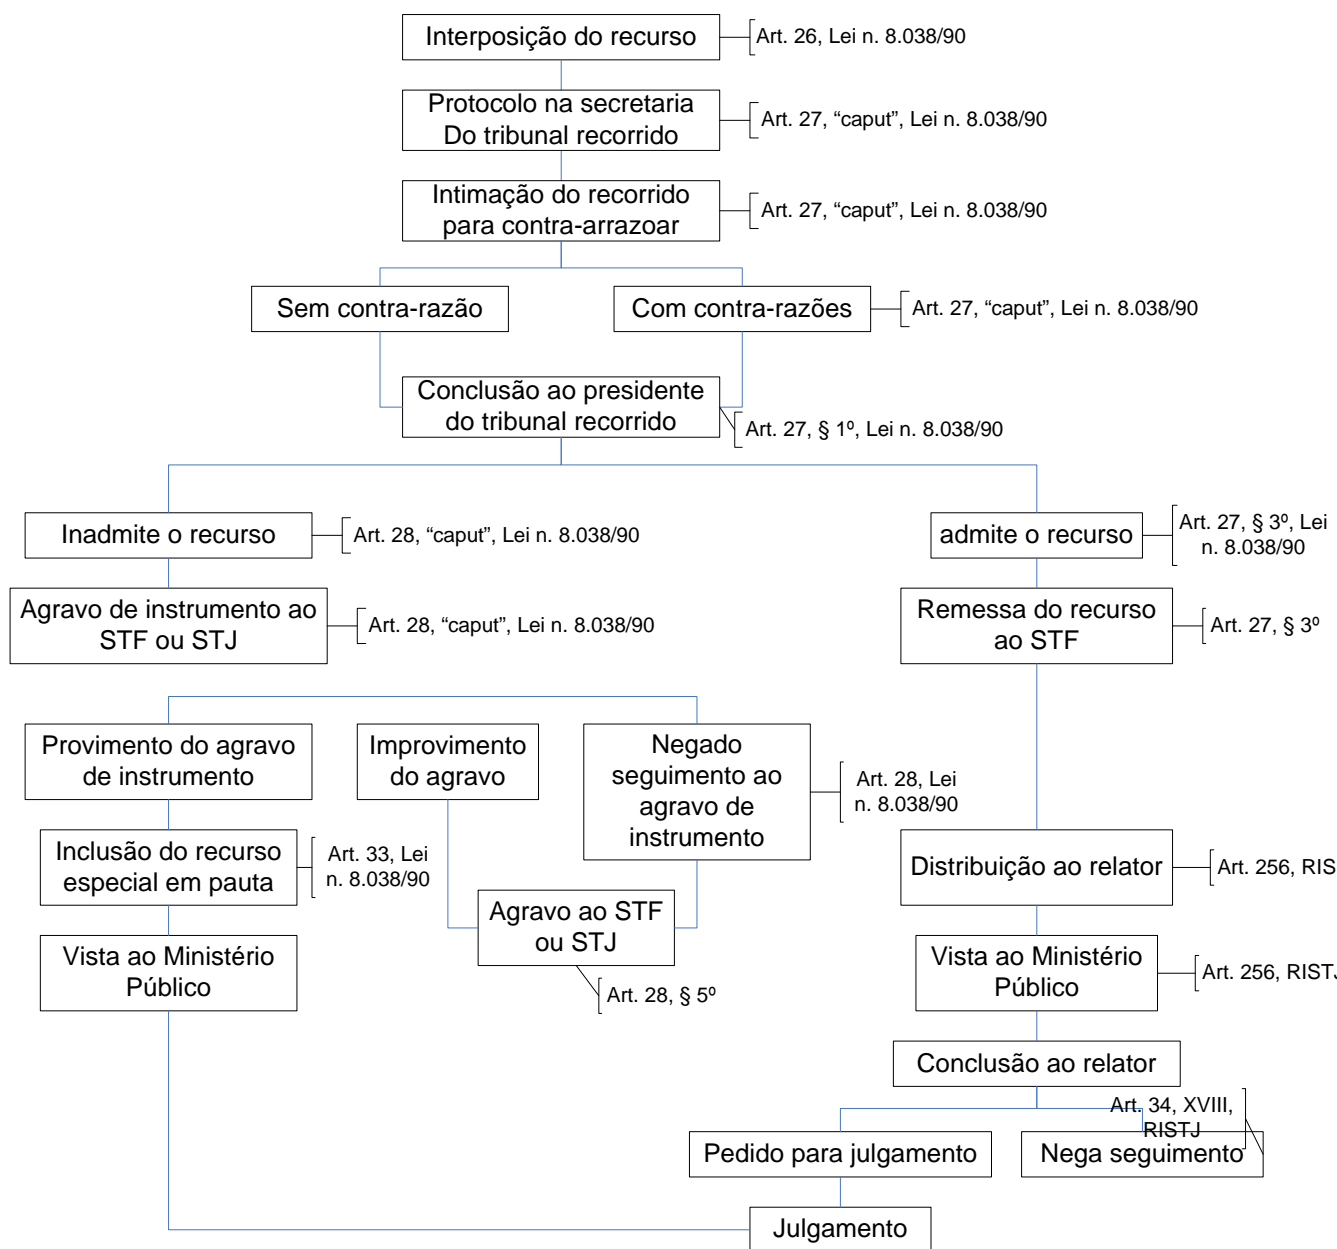 Interposição do recurso
Art. 26, Lei n. 8.038/90
Protocolo na secretaria
Do tribunal recorrido
Art. 27, “caput”, Lei n. 8.038/90
Intimação do recorrido
para contra-arrazoar
Art. 27, “caput”, Lei n. 8.038/90
Sem contra-razão
Com contra-razões
Art. 27, “caput”, Lei n. 8.038/90
Conclusão ao presidente
do tribunal recorrido
Art. 27, § 1º, Lei n. 8.038/90
Inadmite o recurso
Art. 28, “caput”, Lei n. 8.038/90
admite o recurso
Art. 27, § 3º, Lei
n. 8.038/90
Agravo de instrumento ao
STF ou STJ
Art. 28, “caput”, Lei n. 8.038/90
Remessa do recurso
ao STF
Art. 27, § 3º
Provimento do agravo
de instrumento
Improvimento
do agravo
Negado
seguimento ao
agravo de
instrumento
Art. 28, Lei
n. 8.038/90
Inclusão do recurso
especial em pauta
Art. 33, Lei
n. 8.038/90
Distribuição ao relator
Art. 256, RIS
Agravo ao STF
ou STJ
Art. 28, § 5º
Vista ao Ministério
Público
Vista ao Ministério
Público
Art. 256, RISTJ
Conclusão ao relator
Art. 34, XVIII,
RISTJ
Pedido para julgamento
Nega seguimento
Julgamento